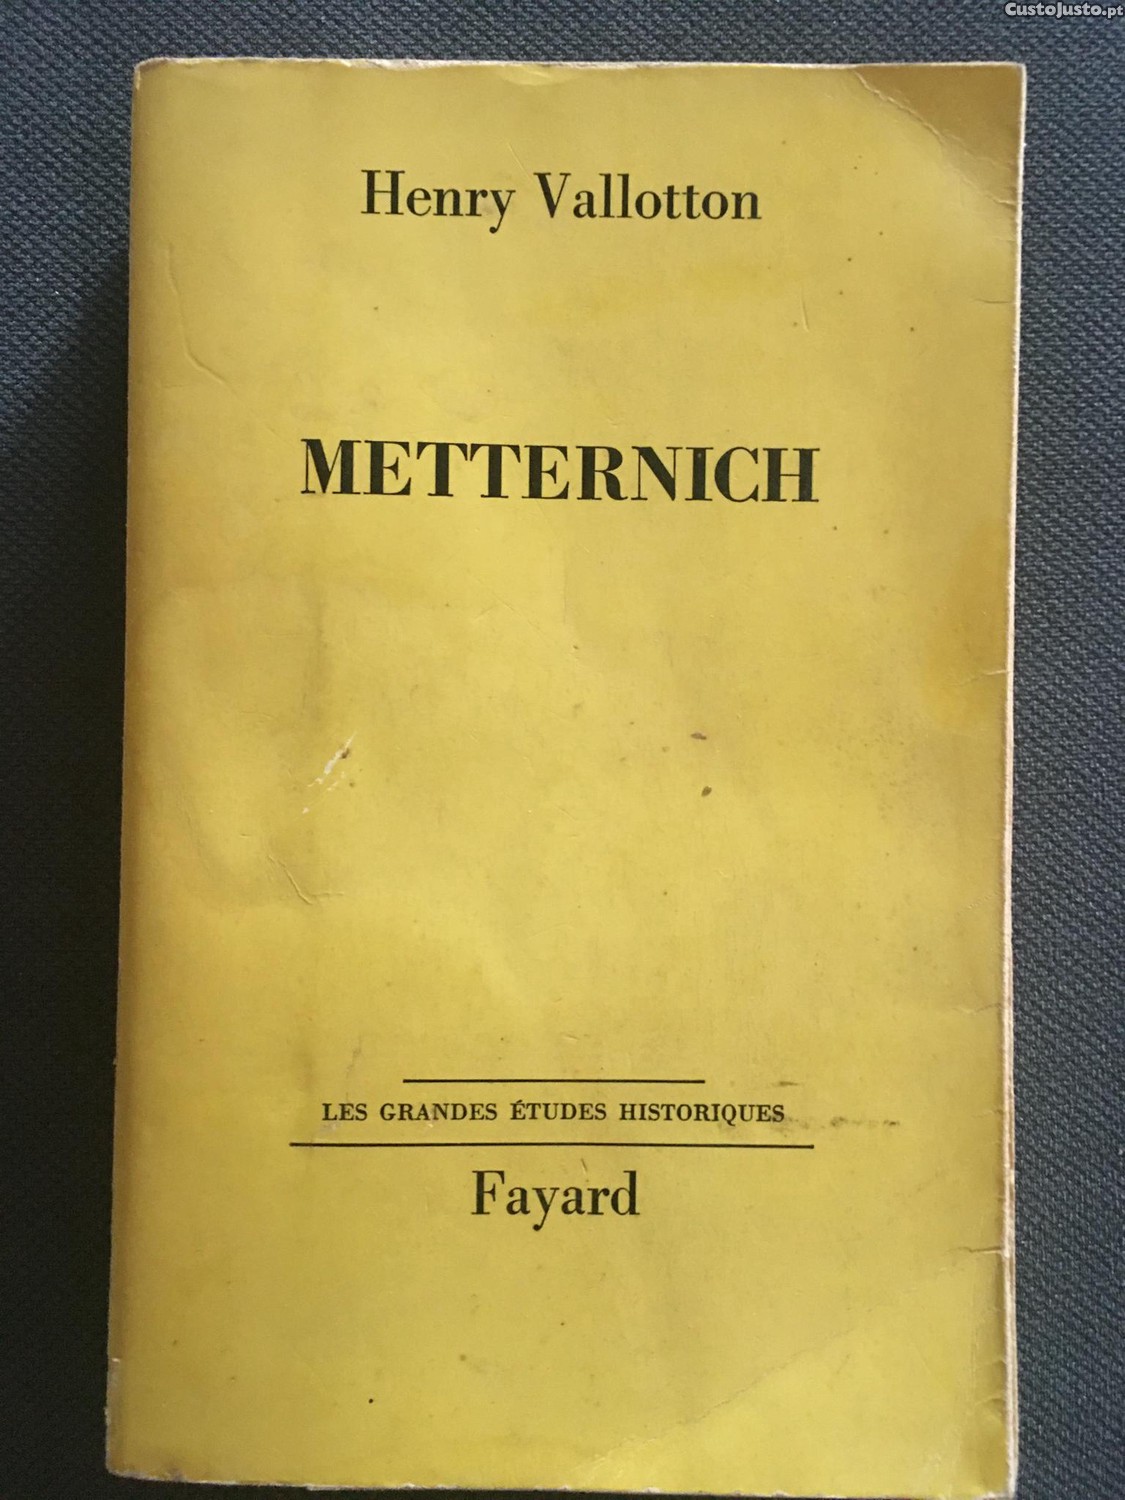 CustoJusto.pt
Henry Vallotton
METTERNICH
LES GRANDES ÉTUDES HISTORIQUES
Fayard